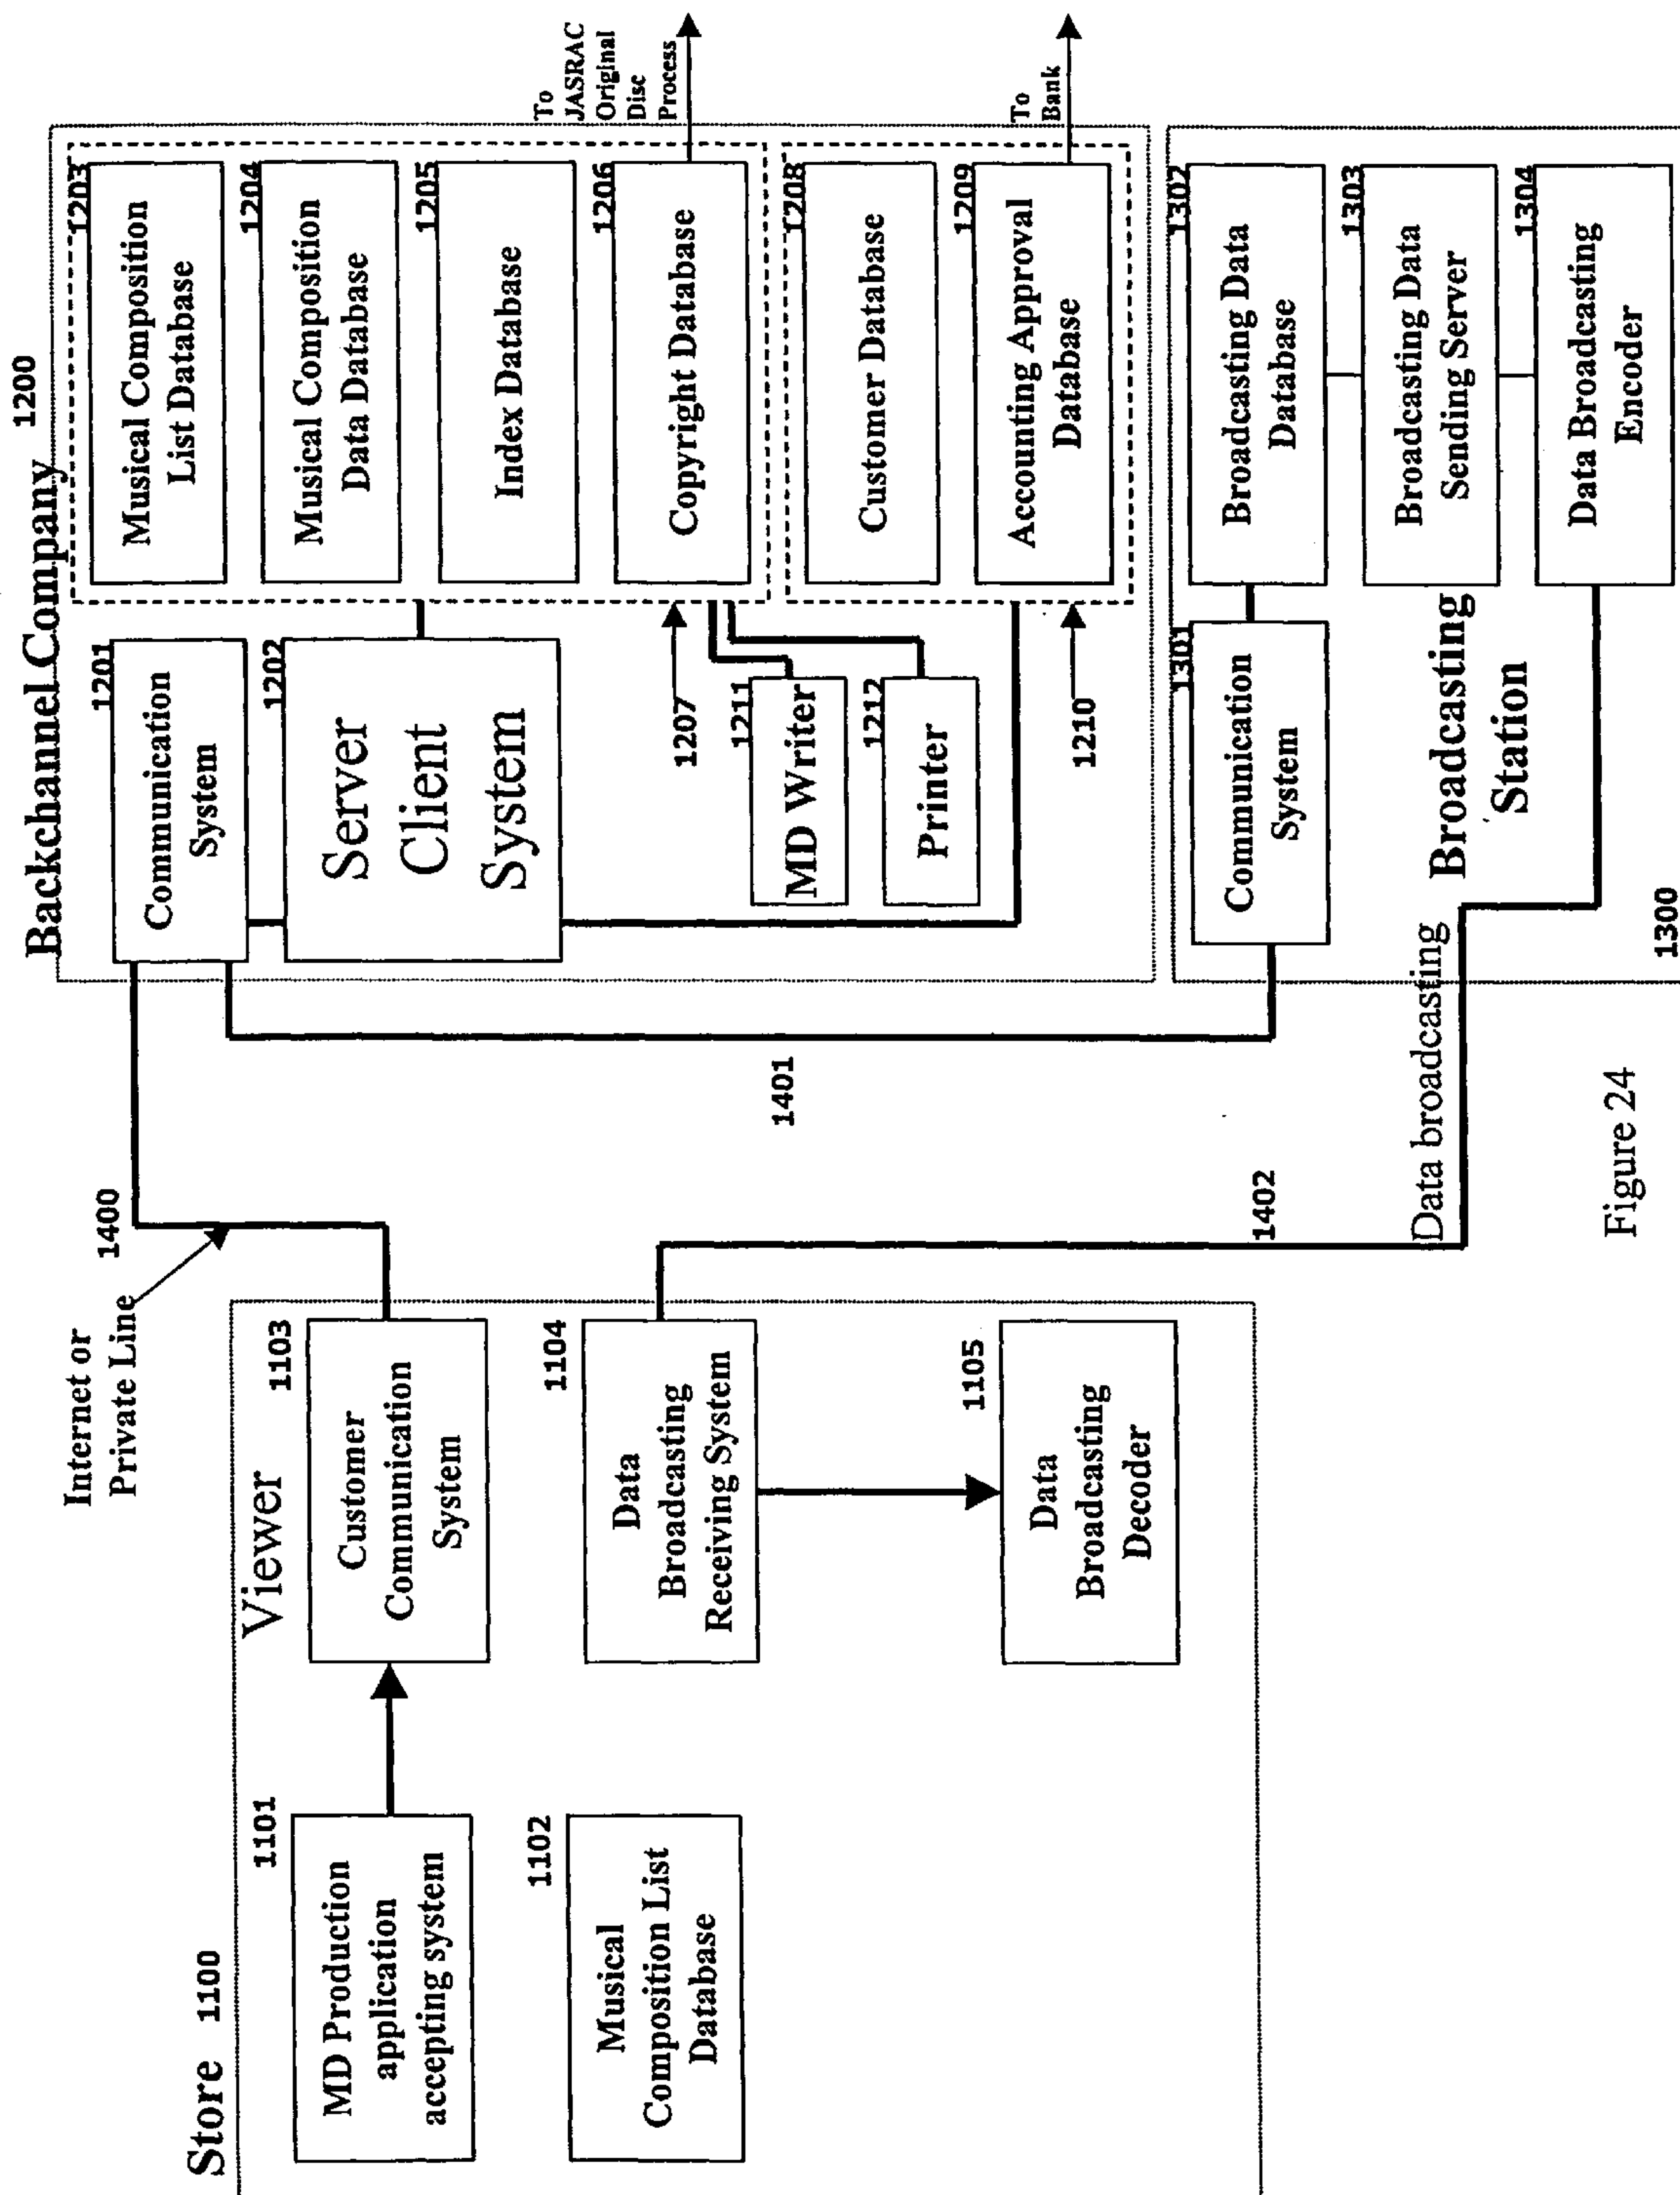 Store 1100
1101
MD Production
application
accepting system
1102
Musical
Composition List
Database
Viewer
1103
Customer
Communication
System
1104
Data
Broadcasting
Receiving System
1105
Data
Broadcasting
Decoder
Internet or
Private Line
1400
1401
1402
Data broadcasting
Backchannel Company
1200
1201
Communication
System
1202
Server
Client
System
1203
Musical Composition
List Database
1204
Musical Composition
Data Database
1205
Index Database
1206
Copyright Database
1207
1211
MD Writer
1212
Printer
1208
Customer Database
1209
Accounting Approval
Database
1210
To
JASRAC
Original
Disc
Process
To
Bank
1301
Communication
System
1302
Broadcasting Data
Database
1303
Broadcasting Data
Sending Server
1304
Data Broadcasting
Encoder
Broadcasting
Station
1300
Figure 24